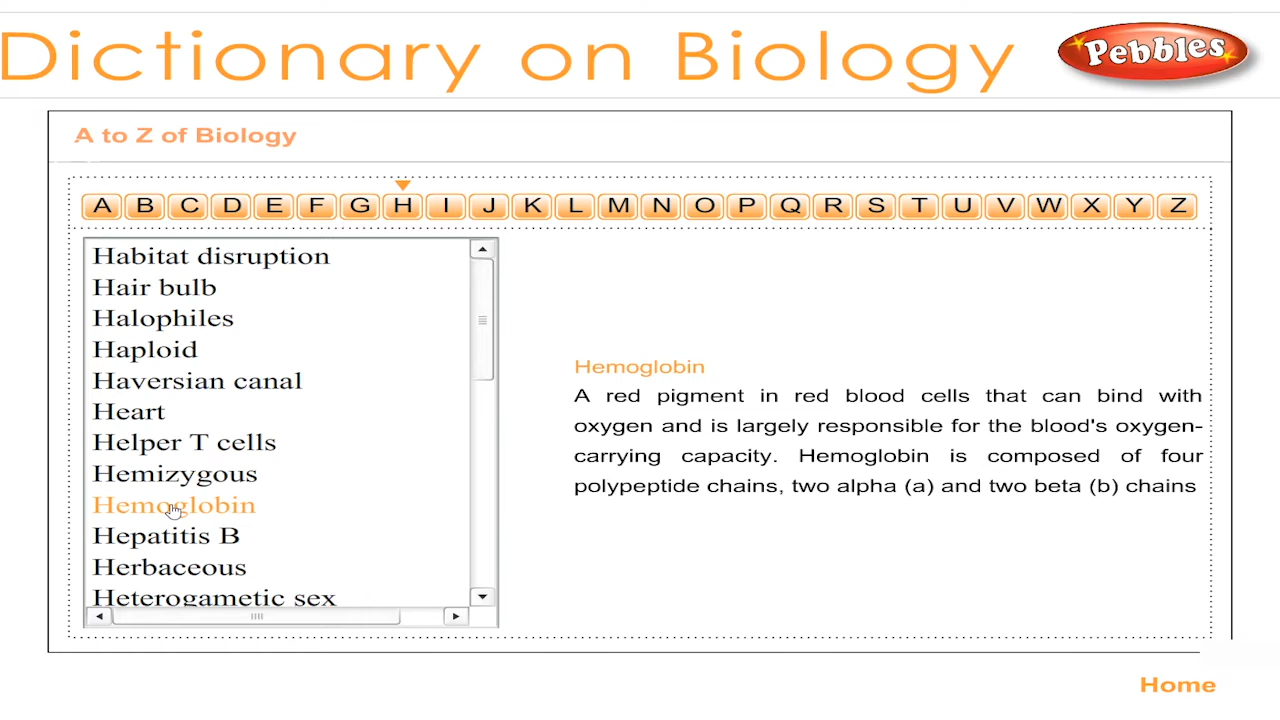 Dictionary on Biology
Pebbles
A to Z of Biology
A B C D E F G H I J K L M N O P Q R S T U V W X Y Z
Habitat disruption
Hair bulb
Halophiles
Haploid
Haversian canal
Heart
Helper T cells
Hemizygous
Hemoglobin
Hepatitis B
Herbaceous
Heterogametic sex
Hemoglobin
A red pigment in red blood cells that can bind with
oxygen and is largely responsible for the blood's oxygen-
carrying capacity. Hemoglobin is composed of four
polypeptide chains, two alpha (a) and two beta (b) chains
Home